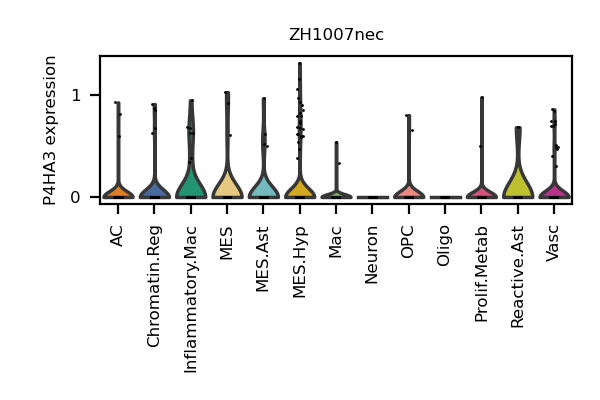 ZH1007nec
P4HA3 expression
1
0
AC
Chromatin.Reg
Inflammatory.Mac
MES
MES.Ast
MES.Hyp
Mac
Neuron
OPC
Oligo
Prolif.Metab
Reactive.Ast
Vasc